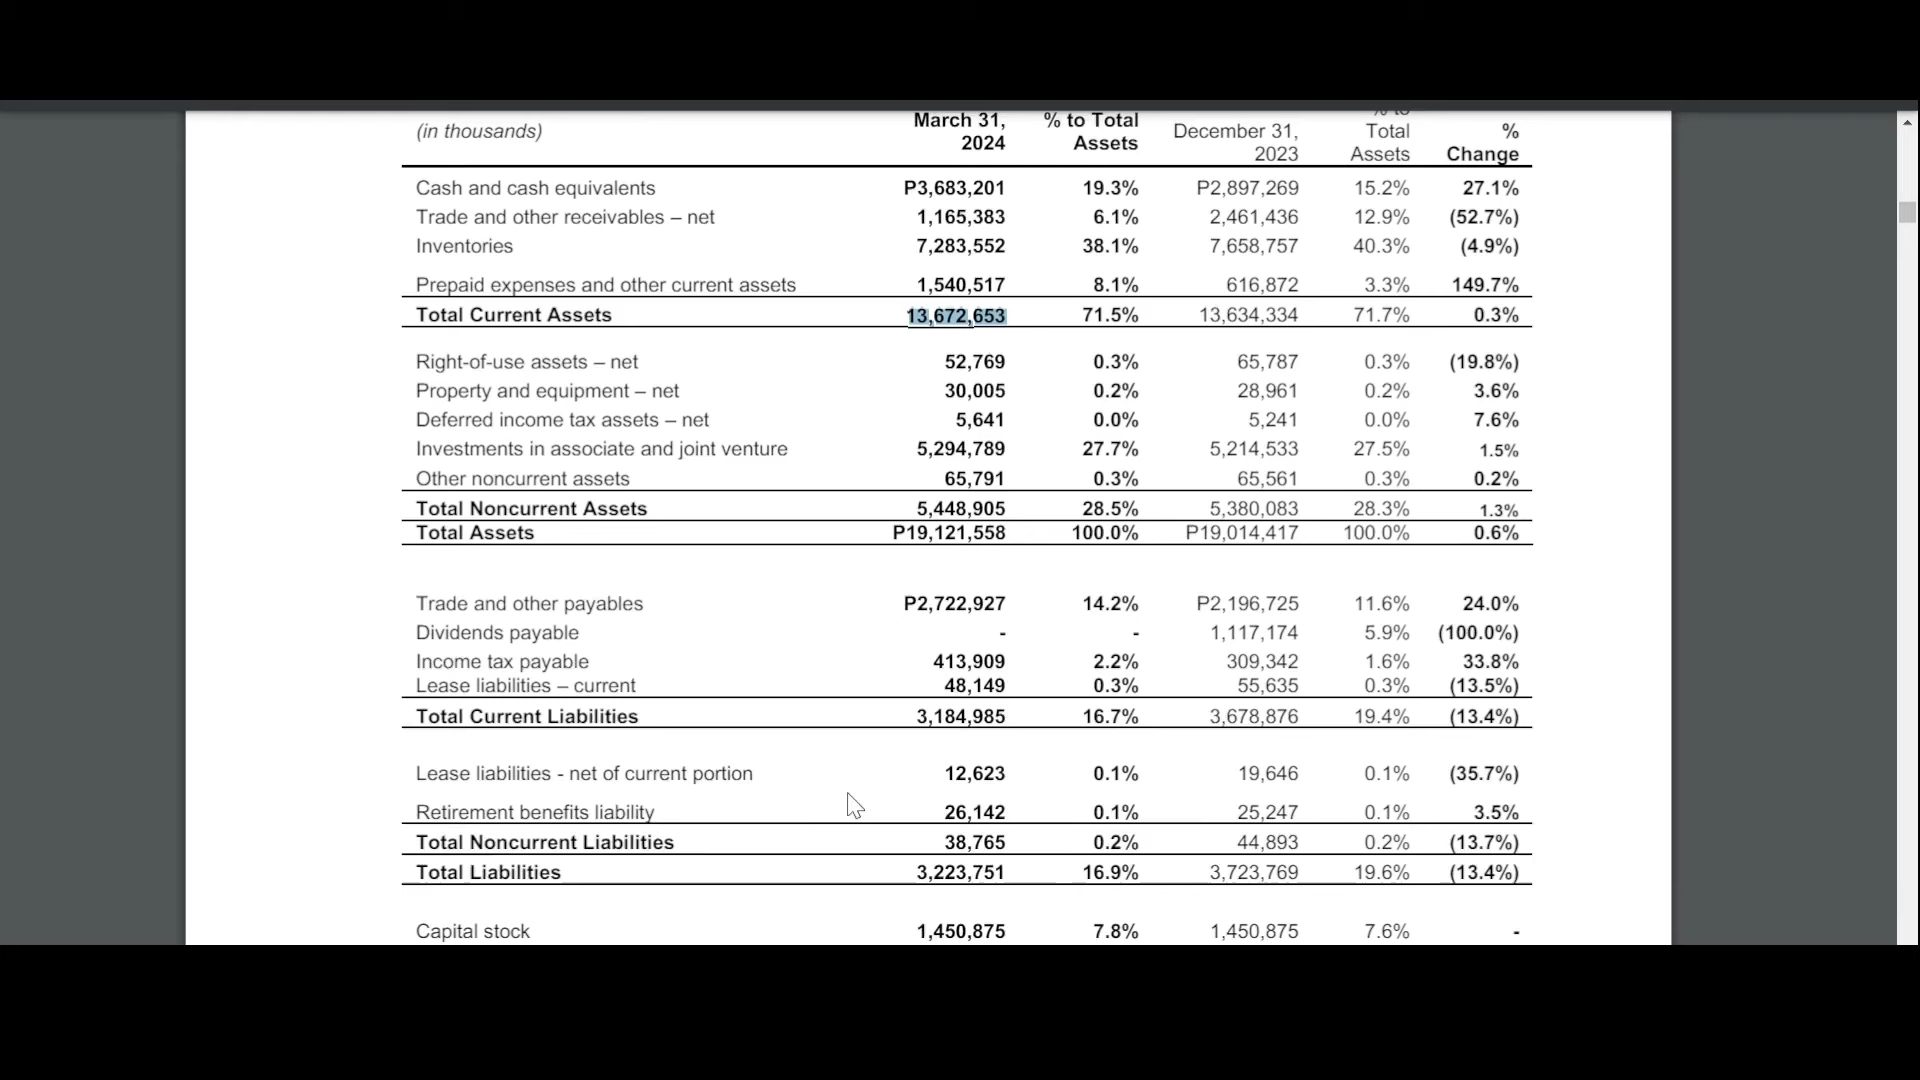 (in thousands) March 31, 2024 % to Total Assets December 31, 2023 % to Total Assets % Change
Cash and cash equivalents P3,683,201 19.3% P2,897,269 15.2% 27.1%
Trade and other receivables – net 1,165,383 6.1% 2,461,436 12.9% (52.7%)
Inventories 7,283,552 38.1% 7,658,757 40.3% (4.9%)
Prepaid expenses and other current assets 1,540,517 8.1% 616,872 3.3% 149.7%
Total Current Assets 13,672,653 71.5% 13,634,334 71.7% 0.3%
Right-of-use assets – net 52,769 0.3% 65,787 0.3% (19.8%)
Property and equipment – net 30,005 0.2% 28,961 0.2% 3.6%
Deferred income tax assets – net 5,641 0.0% 5,241 0.0% 7.6%
Investments in associate and joint venture 5,294,789 27.7% 5,214,533 27.5% 1.5%
Other noncurrent assets 65,791 0.3% 65,561 0.3% 0.2%
Total Noncurrent Assets 5,448,905 28.5% 5,380,083 28.3% 1.3%
Total Assets P19,121,558 100.0% P19,014,417 100.0% 0.6%
Trade and other payables P2,722,927 14.2% P2,196,725 11.6% 24.0%
Dividends payable - - 1,117,174 5.9% (100.0%)
Income tax payable 413,909 2.2% 309,342 1.6% 33.8%
Lease liabilities – current 48,149 0.3% 55,635 0.3% (13.5%)
Total Current Liabilities 3,184,985 16.7% 3,678,876 19.4% (13.4%)
Lease liabilities - net of current portion 12,623 0.1% 19,646 0.1% (35.7%)
Retirement benefits liability 26,142 0.1% 25,247 0.1% 3.5%
Total Noncurrent Liabilities 38,765 0.2% 44,893 0.2% (13.7%)
Total Liabilities 3,223,751 16.9% 3,723,769 19.6% (13.4%)
Capital stock 1,450,875 7.8% 1,450,875 7.6% -